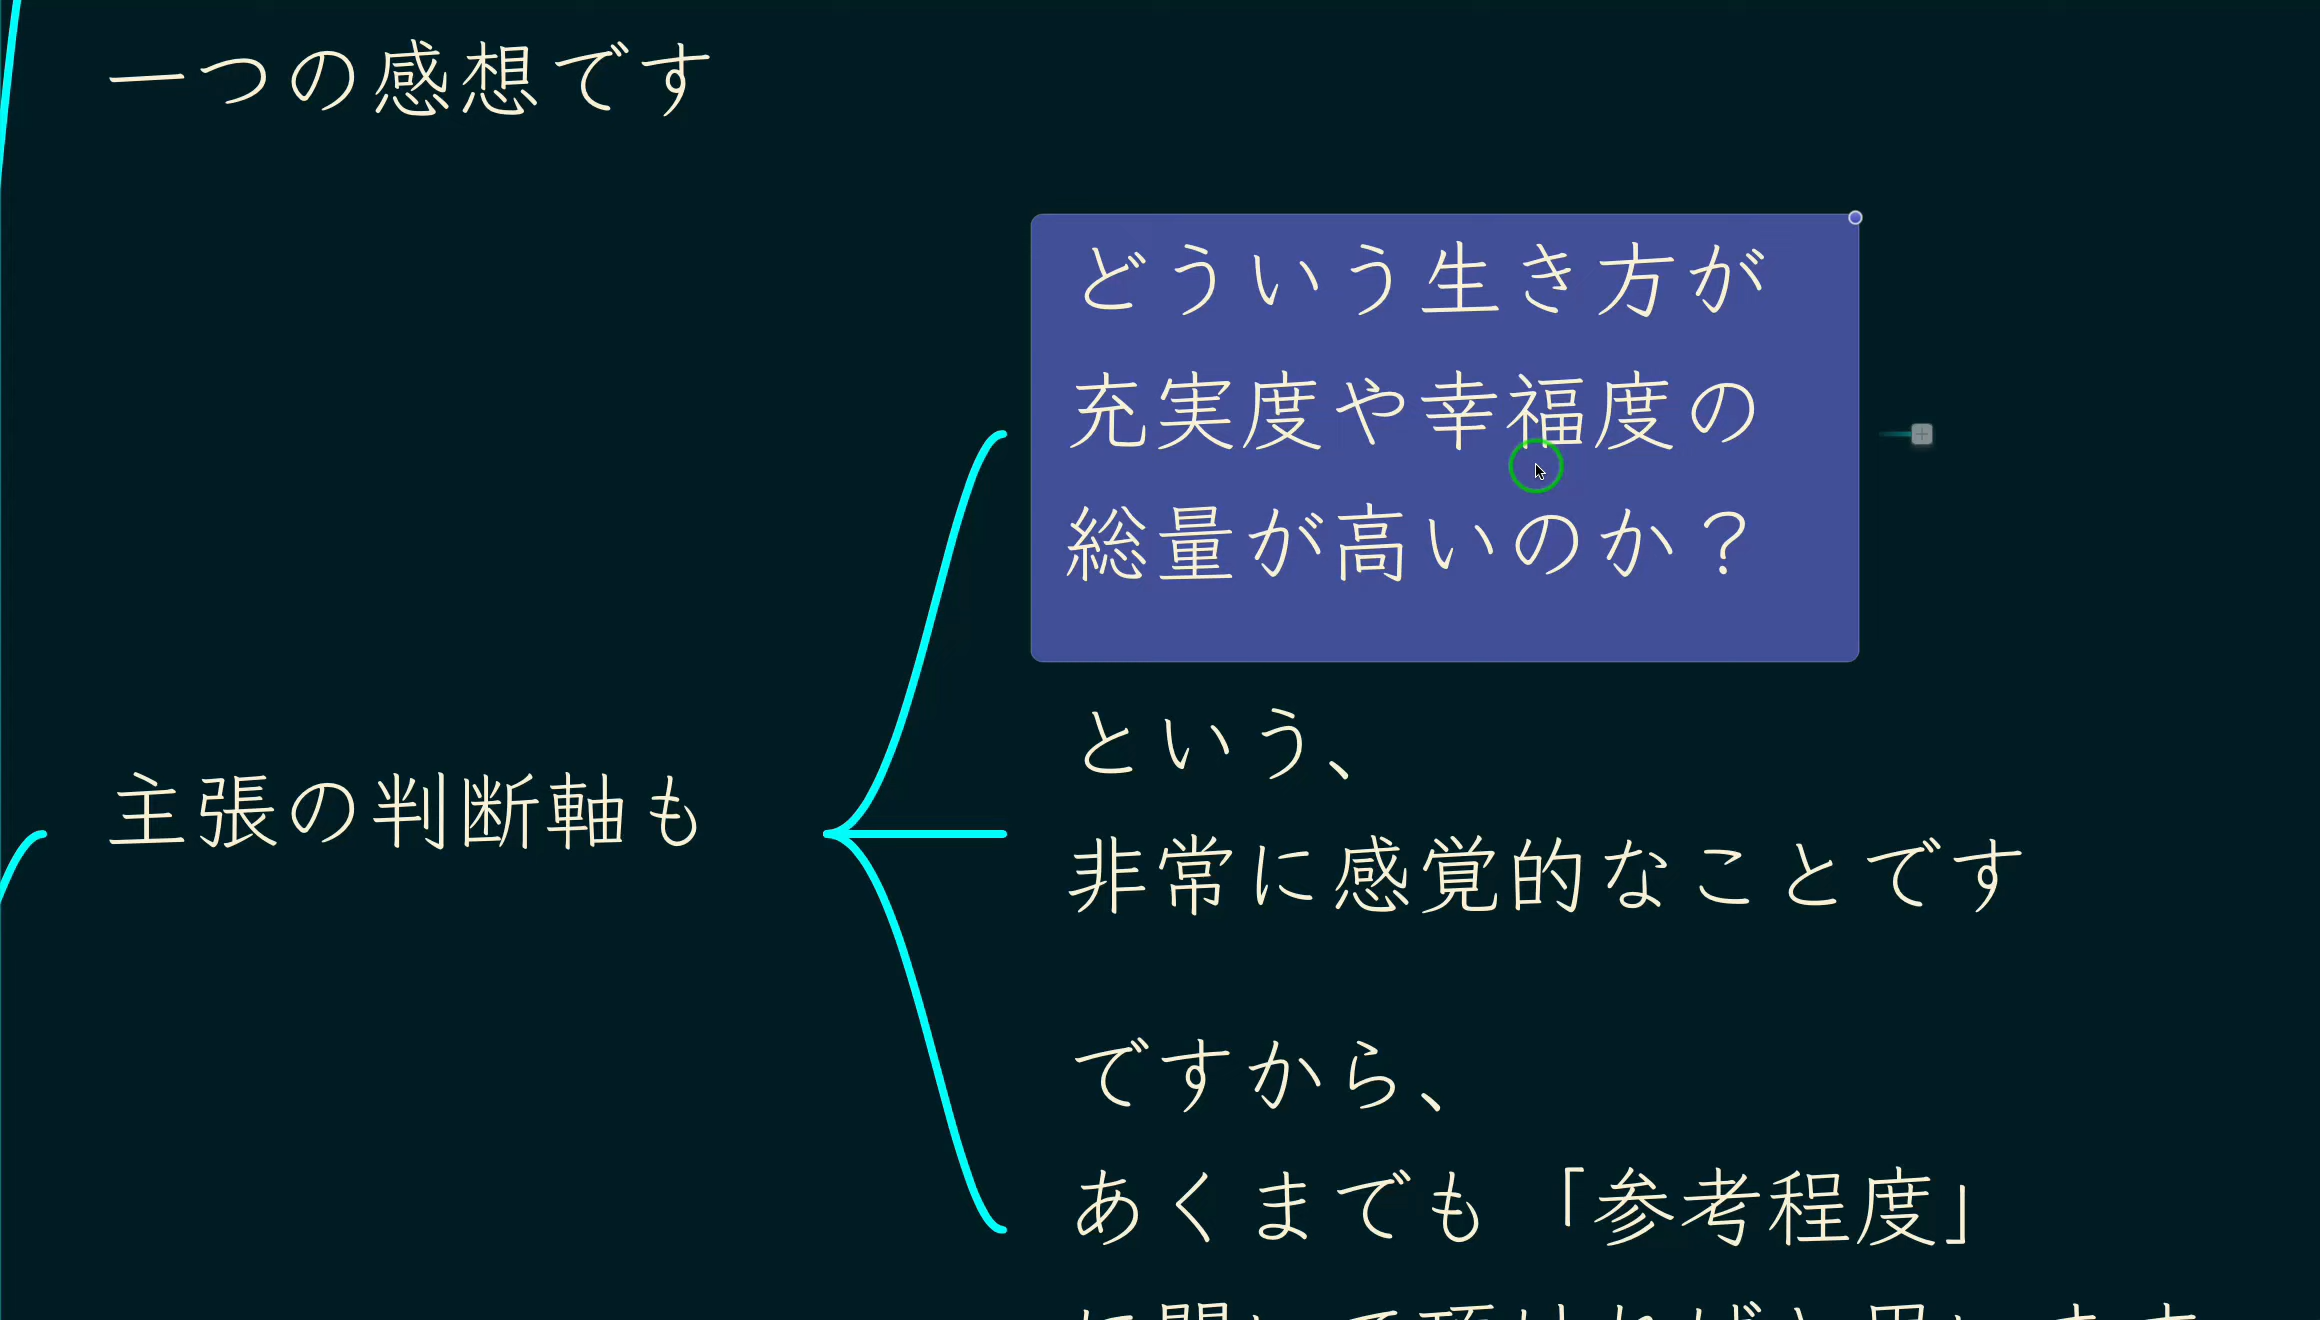 一つの感想です
主張の判断軸も
どういう生き方が
充実度や幸福度の
総量が高いのか？
という、
非常に感覚的なことです
ですから、
あくまでも「参考程度」